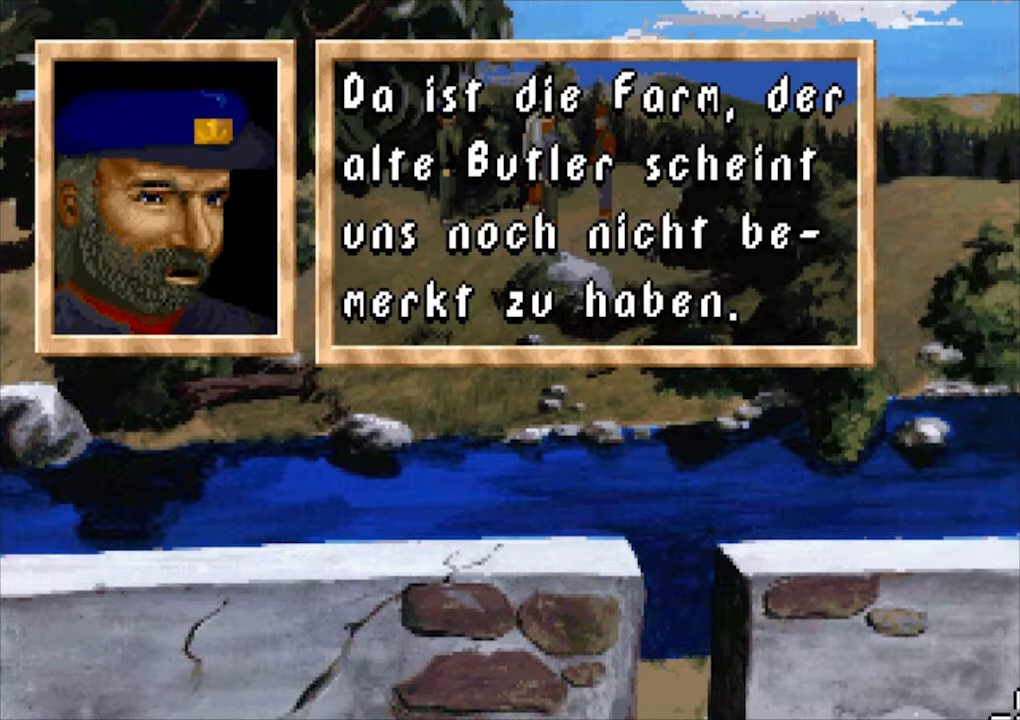 Da ist die Farm, der
alte Butler scheint
uns noch nicht be-
merkt zu haben.